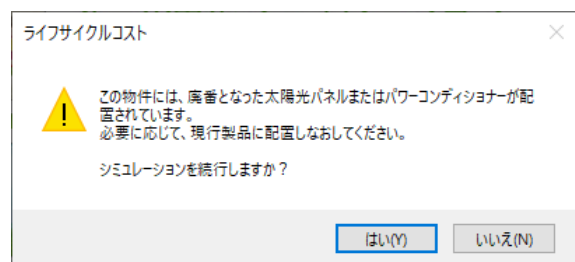 ライフサイクルコスト
この物件には、廃番となった太陽光パネルまたはパワーコンディショナーが配
置されています。
必要に応じて、現行製品に配置しなおしてください。
シミュレーションを続行しますか？
はい(Y)
いいえ(N)